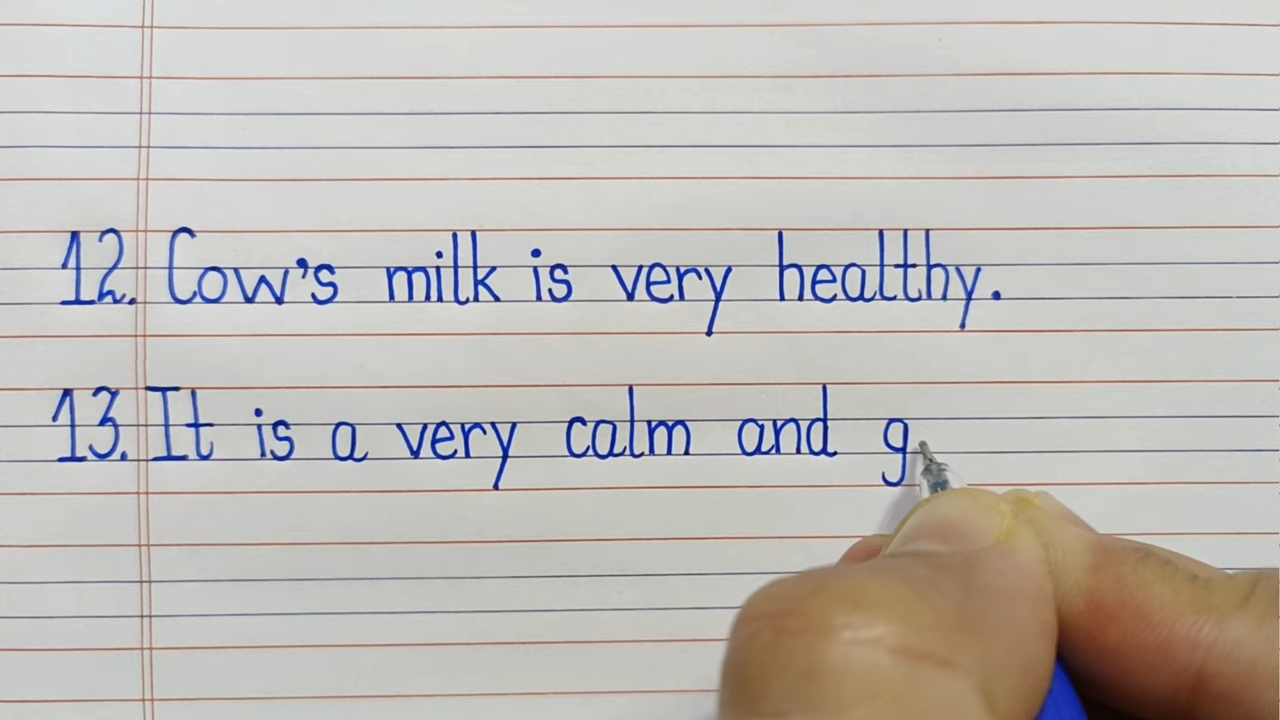 12. Cow's milk is very healthy.
13. It is a very calm and g